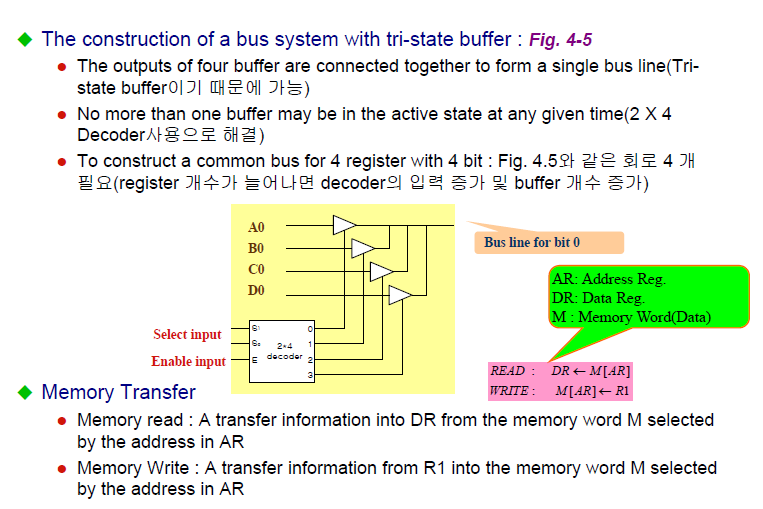 The construction of a bus system with tri-state buffer : Fig. 4-5
The outputs of four buffer are connected together to form a single bus line(Tri-
state buffer이기 때문에 가능)
No more than one buffer may be in the active state at any given time(2 X 4
Decoder사용으로 해결)
To construct a common bus for 4 register with 4 bit : Fig. 4.5와 같은 회로 4 개
필요(register 개수가 늘어나면 decoder의 입력 증가 및 buffer 개수 증가)
A0
B0
C0
D0
Bus line for bit 0
AR: Address Reg.
DR: Data Reg.
M : Memory Word(Data)
Select input
Enable input
S1 0
S0 1
E 2
3
2*4
decoder
READ : DR ← M[AR]
WRITE : M[AR] ← R1
Memory Transfer
Memory read : A transfer information into DR from the memory word M selected
by the address in AR
Memory Write : A transfer information from R1 into the memory word M selected
by the address in AR